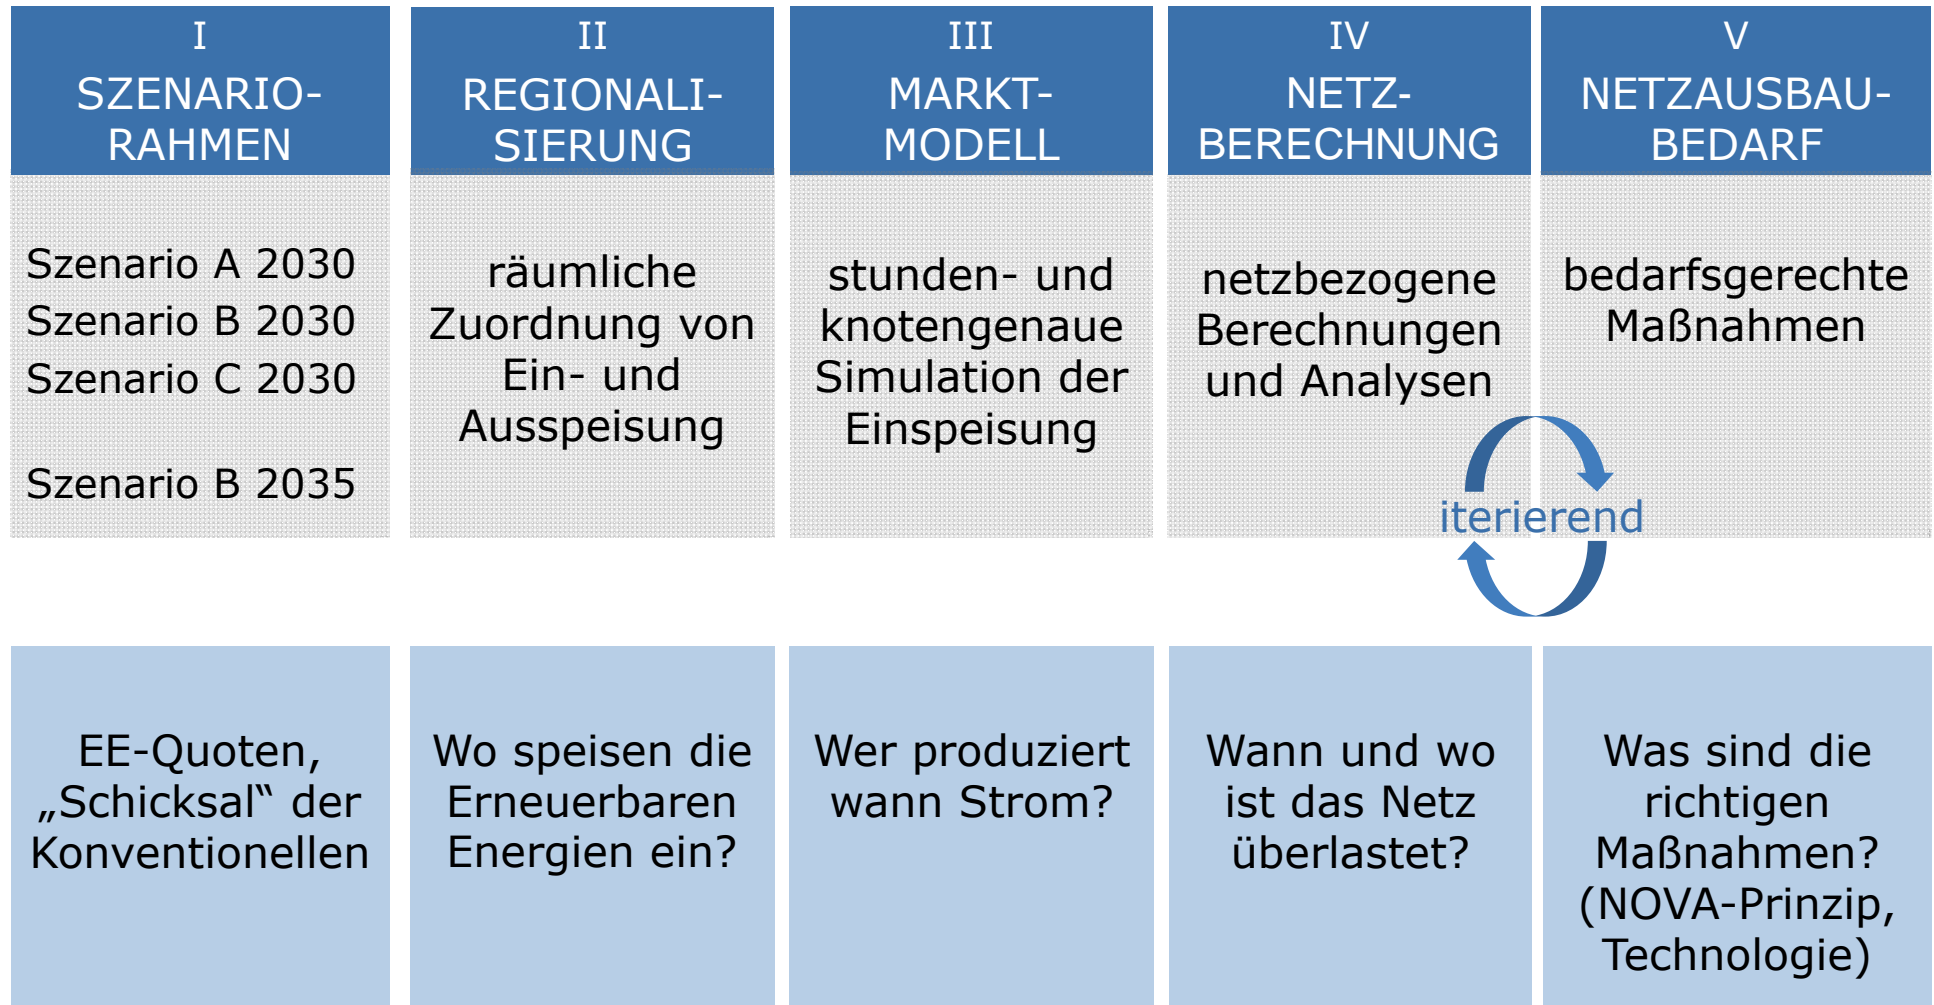 I
SZENARIO-
RAHMEN
II
REGIONALI-
SIERUNG
III
MARKT-
MODELL
IV
NETZ-
BERECHNUNG
V
NETZAUSBAU-
BEDARF
Szenario A 2030
Szenario B 2030
Szenario C 2030
Szenario B 2035
räumliche
Zuordnung von
Ein- und
Ausspeisung
stunden- und
knotengenaue
Simulation der
Einspeisung
netzbezogene
Berechnungen
und Analysen
bedarfsgerechte
Maßnahmen
iterierend
EE-Quoten,
„Schicksal“ der
Konventionellen
Wo speisen die
Erneuerbaren
Energien ein?
Wer produziert
wann Strom?
Wann und wo
ist das Netz
überlastet?
Was sind die
richtigen
Maßnahmen?
(NOVA-Prinzip,
Technologie)